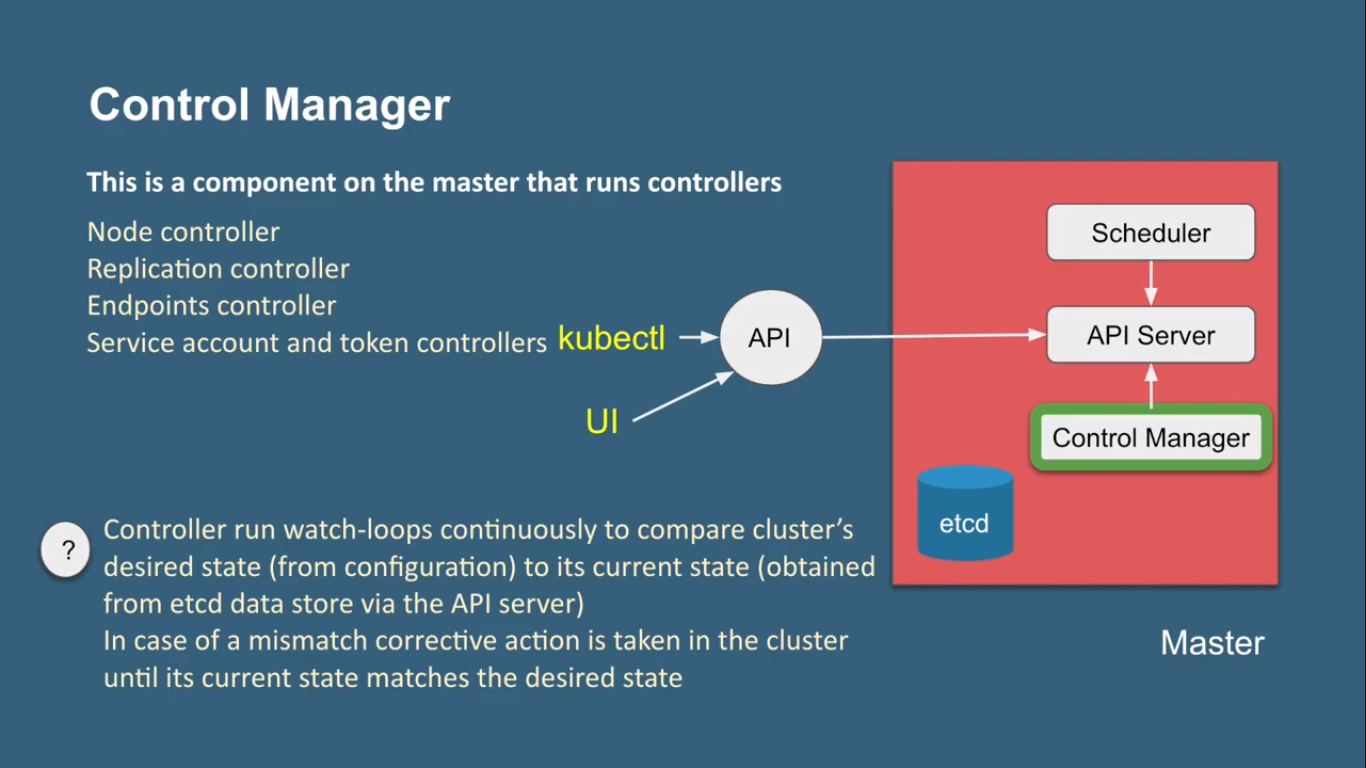 Control Manager
This is a component on the master that runs controllers
Node controller
Replication controller
Endpoints controller
Service account and token controllers
kubectl
API
UI
Scheduler
API Server
Control Manager
etcd
Master
?
Controller run watch-loops continuously to compare cluster’s
desired state (from configuration) to its current state (obtained
from etcd data store via the API server)
In case of a mismatch corrective action is taken in the cluster
until its current state matches the desired state